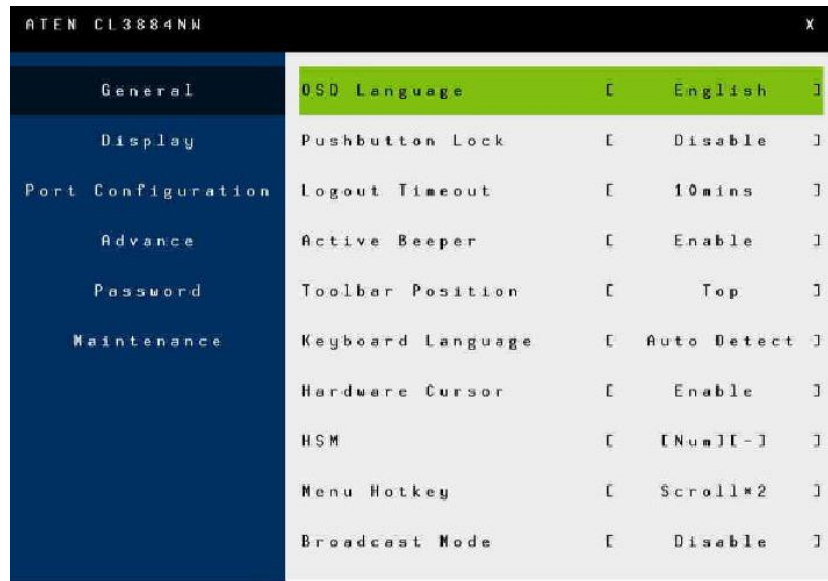 ATEN CL3884NW X
General
Display
Port Configuration
Advance
Password
Maintenance
OSD Language [ English ]
Pushbutton Lock [ Disable ]
Logout Timeout [ 10mins ]
Active Beeper [ Enable ]
Toolbar Position [ Top ]
Keyboard Language [ Auto Detect ]
Hardware Cursor [ Enable ]
HSM [ [Num][-] ]
Menu Hotkey [ Scroll*2 ]
Broadcast Mode [ Disable ]